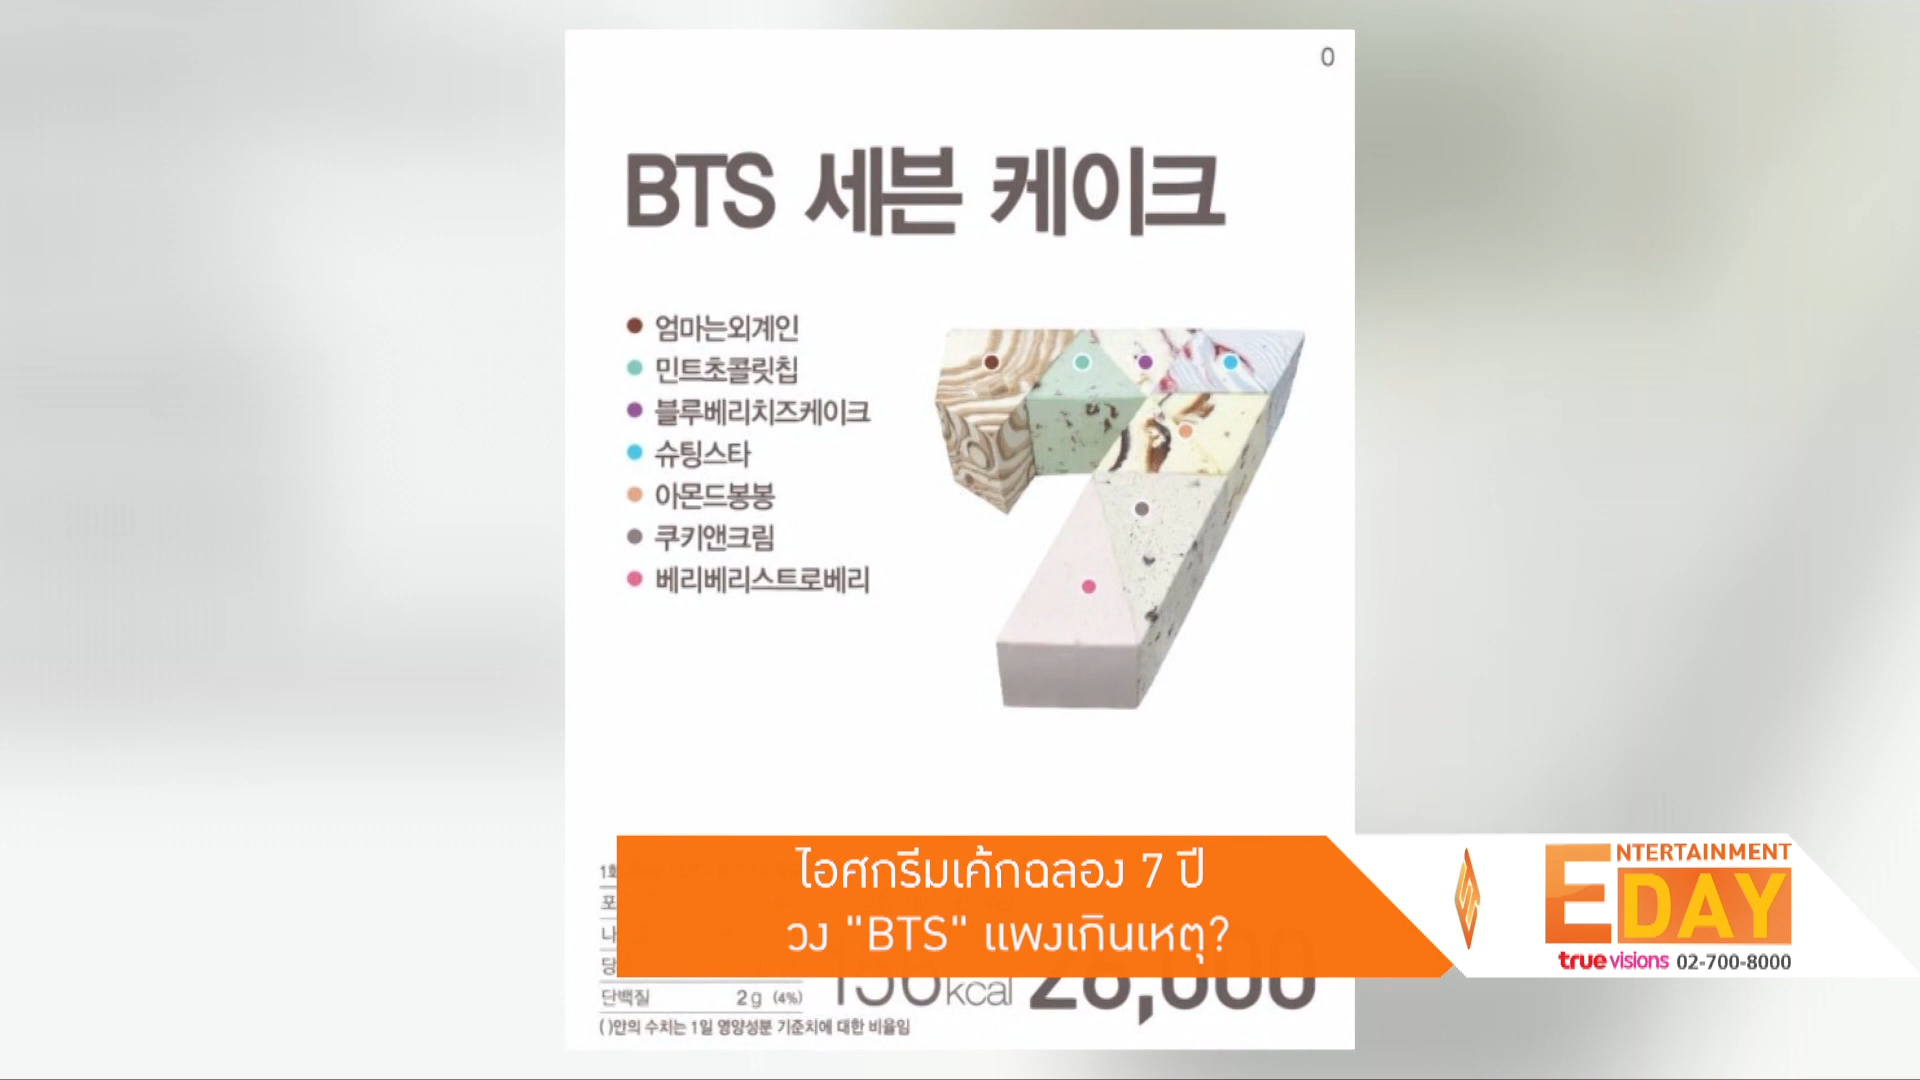 0
BTS 세븐 케이크
엄마는외계인
민트초콜릿칩
블루베리치즈케이크
슈팅스타
아몬드봉봉
쿠키앤크림
베리베리스트로베리
ไอศกรีมเค้กฉลอง 7 ปี
วง "BTS" แพงเกินเหตุ?
ENTERTAINMENT
DAY
truevisions 02-700-8000
단백질 2g (4%)
kcal
( )안의 수치는 1일 영양성분 기준치에 대한 비율임